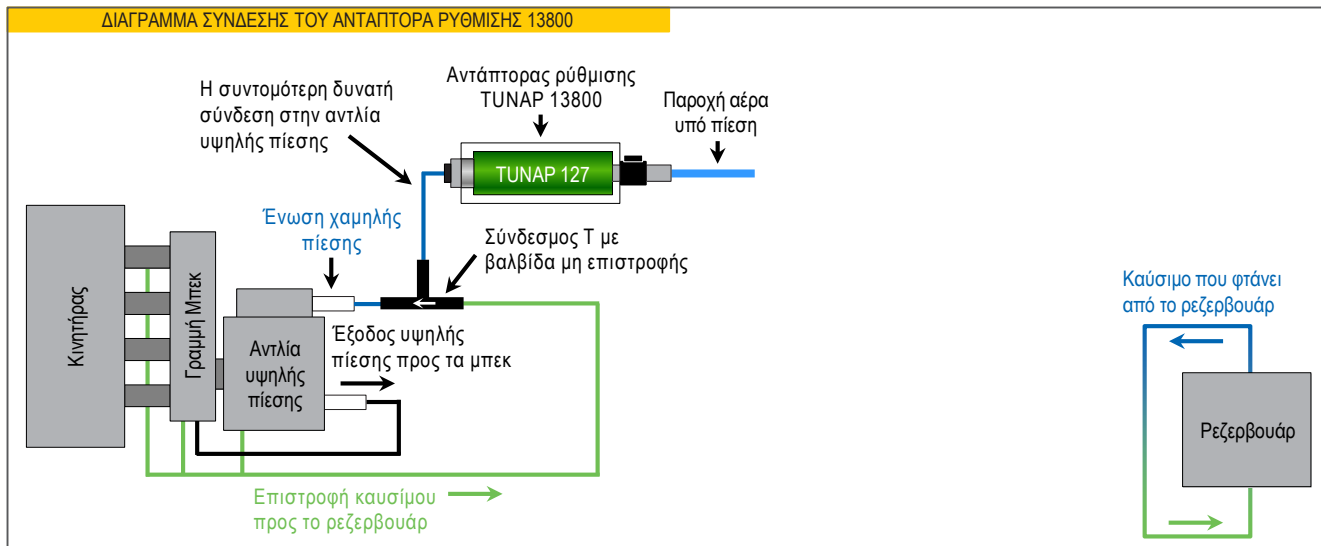 ΔΙΑΓΡΑΜΜΑ ΣΥΝΔΕΣΗΣ ΤΟΥ ΑΝΤΑΠΤΟΡΑ ΡΥΘΜΙΣΗΣ 13800
Η συντομότερη δυνατή
σύνδεση στην αντλία
υψηλής πίεσης
Αντάπτορας ρύθμισης
TUNAP 13800
Παροχή αέρα
υπό πίεση
TUNAP 127
Ένωση χαμηλής
πίεσης
Σύνδεσμος Τ με
βαλβίδα μη επιστροφής
Κινητήρας
Γραμμή Μπεκ
Αντλία
υψηλής
πίεσης
Έξοδος υψηλής
πίεσης προς τα μπεκ
Επιστροφή καυσίμου
προς το ρεζερβουάρ
Καύσιμο που φτάνει
από το ρεζερβουάρ
Ρεζερβουάρ